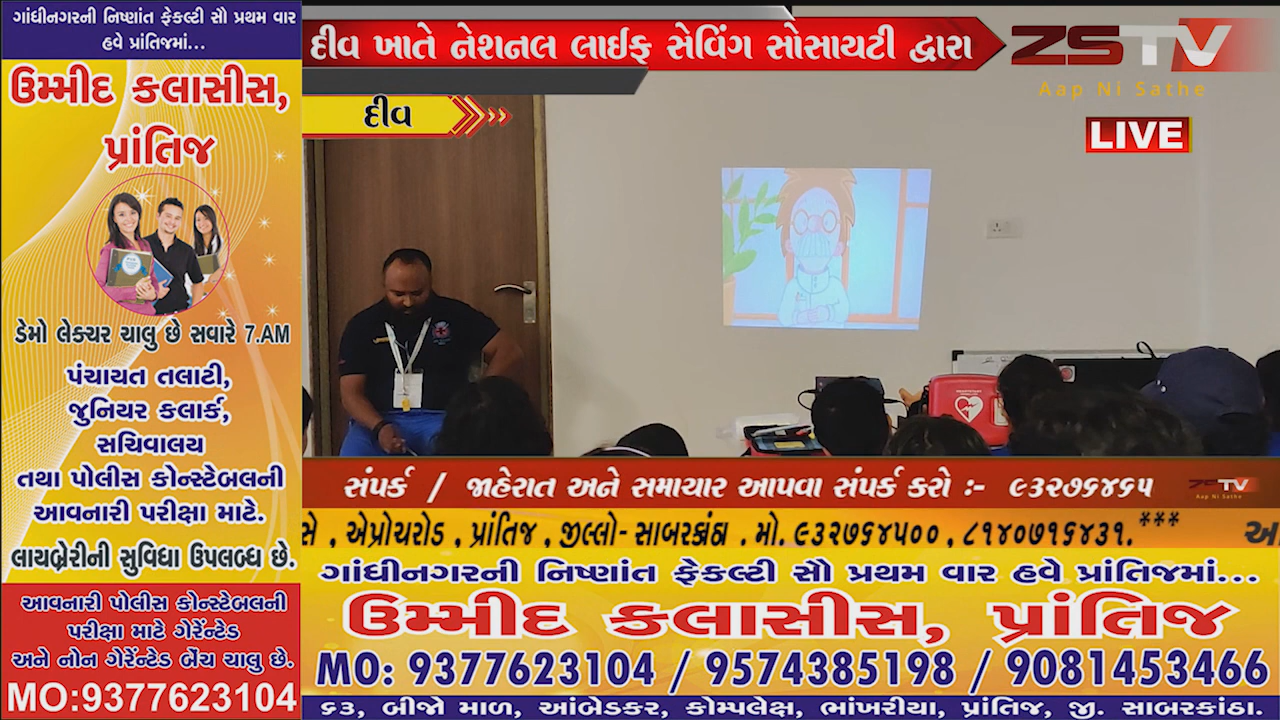 ગાંધીનગરની નિષ્ણાંત ફેકલ્ટી સૌ પ્રથમ વાર
હવે પ્રાંતિજમાં...
ઉમ્મીદ કલાસીસ,
પ્રાંતિજ
ડેમો લેક્ચર ચાલુ છે સવારે 7.AM
પંચાયત તલાટી,
જુનિયર કલાર્ક,
સચિવાલય
તથા પોલીસ કોન્સ્ટેબલની
આવનારી પરીક્ષા માટે.
લાયબ્રેરીની સુવિધા ઉપલબ્ધ છે.
આવનારી પોલીસ કોન્સ્ટેબલની
પરીક્ષા માટે ગેરેંન્ટેડ
અને નોન ગેરેંન્ટેડ બેંચ ચાલુ છે.
MO:9377623104
દીવ ખાતે નેશનલ લાઈફ સેવિંગ સોસાયટી દ્વારા
ZSTV
Aap Ni Sathe
દીવ
LIVE
સંપર્ક / જાહેરાત અને સમાચાર આપવા સંપર્ક કરો :- ૯૩૨૭૬૪૬૫
ZSTV
Aap Ni Sathe
સે , એપ્રોચરોડ , પ્રાંતિજ , જીલ્લો- સાબરકાંઠા . મો. ૯૩૨૭૬૪૫૦૦ , ૮૧૪૦૭૧૬૪૩૧. ***
ગાંધીનગરની નિષ્ણાંત ફેકલ્ટી સૌ પ્રથમ વાર હવે પ્રાંતિજમાં...
ઉમ્મીદ કલાસીસ, પ્રાંતિજ
MO: 9377623104 / 9574385198 / 9081453466
૬૩, બીજો માળ, આંબેડકર, કોમ્પલેક્ષ, ભાંખરીયા, પ્રાંતિજ, જી. સાબરકાંઠા.